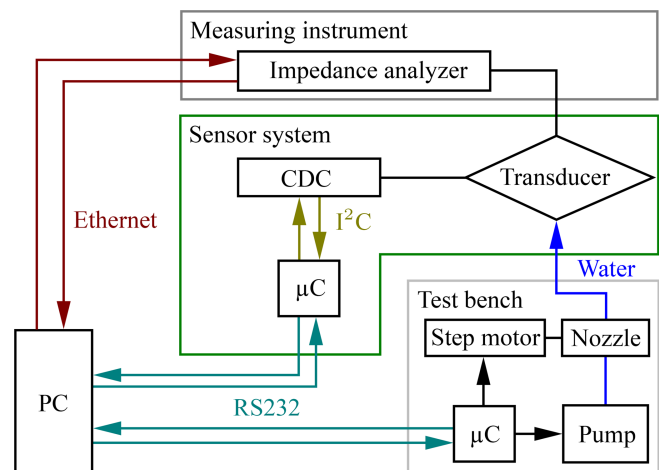 Measuring instrument
Impedance analyzer
Sensor system
CDC
Transducer
Ethernet
I²C
Water
µC
Test bench
Step motor
Nozzle
PC
RS232
µC
Pump